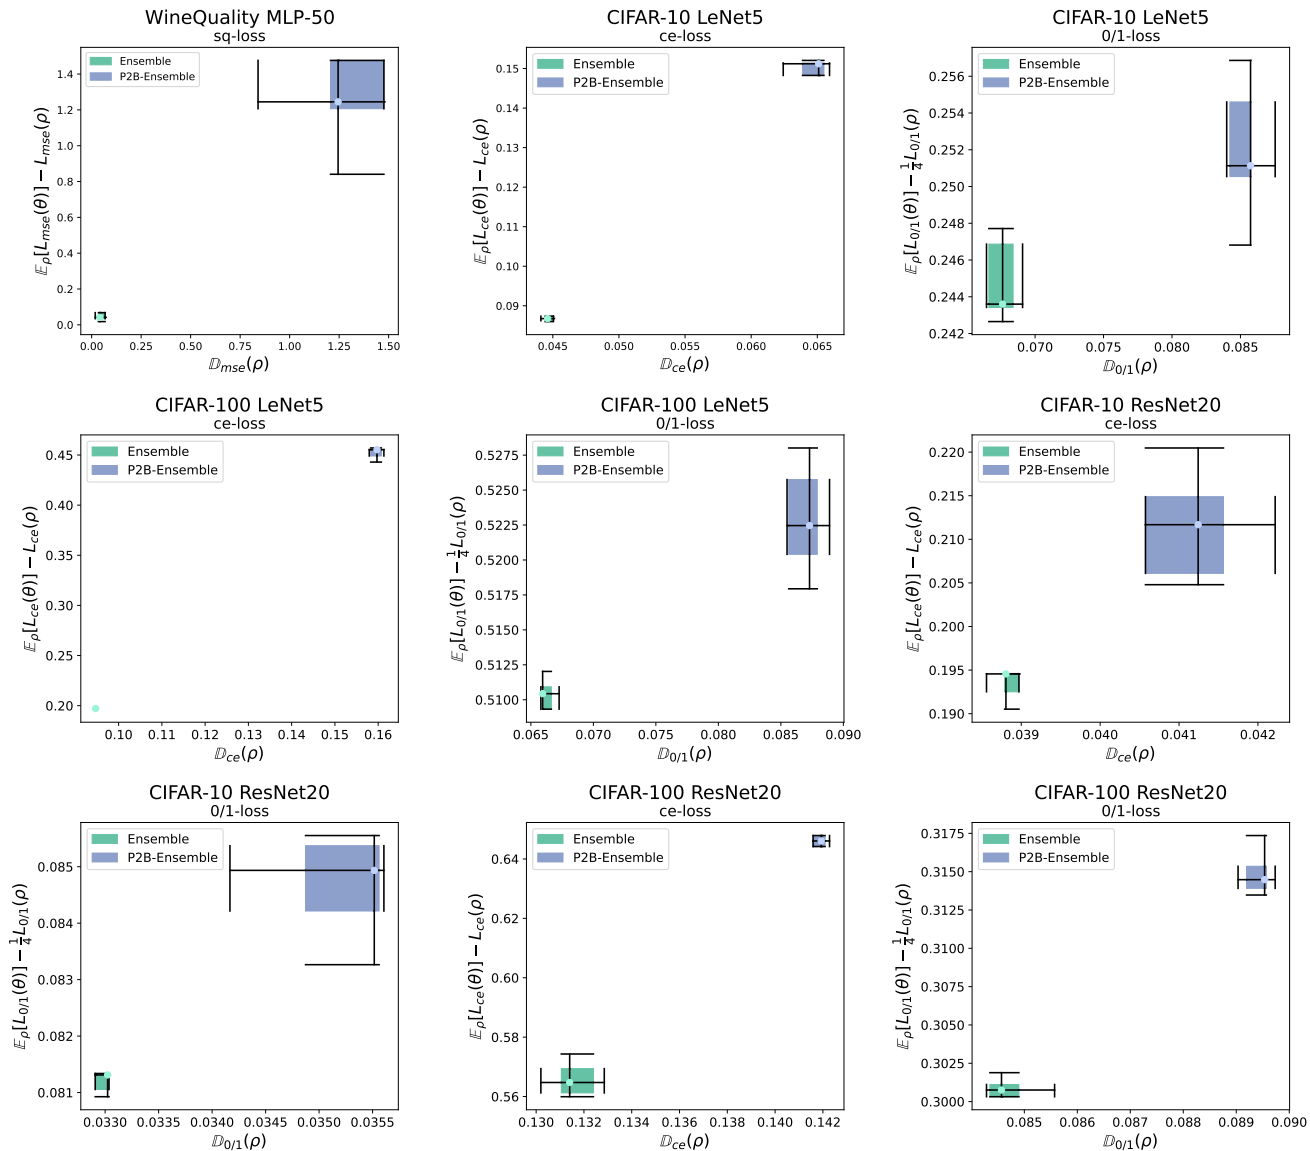 WineQuality MLP-50
sq-loss
Ensemble
P2B-Ensemble
𝔼ρ[Lmse(θ)] − Lmse(ρ)
1.4
1.2
1.0
0.8
0.6
0.4
0.2
0.0
0.00 0.25 0.50 0.75 1.00 1.25 1.50
𝔻mse(ρ)
CIFAR-10 LeNet5
ce-loss
Ensemble
P2B-Ensemble
𝔼ρ[Lce(θ)] − Lce(ρ)
0.15
0.14
0.13
0.12
0.11
0.10
0.09
0.045 0.050 0.055 0.060 0.065
𝔻ce(ρ)
CIFAR-10 LeNet5
0/1-loss
Ensemble
P2B-Ensemble
𝔼ρ[L0/1(θ)] − ¼L0/1(ρ)
0.256
0.254
0.252
0.250
0.248
0.246
0.244
0.242
0.070 0.075 0.080 0.085
𝔻0/1(ρ)
CIFAR-100 LeNet5
ce-loss
Ensemble
P2B-Ensemble
𝔼ρ[Lce(θ)] − Lce(ρ)
0.45
0.40
0.35
0.30
0.25
0.20
0.10 0.11 0.12 0.13 0.14 0.15 0.16
𝔻ce(ρ)
CIFAR-100 LeNet5
0/1-loss
Ensemble
P2B-Ensemble
𝔼ρ[L0/1(θ)] − ¼L0/1(ρ)
0.5275
0.5250
0.5225
0.5200
0.5175
0.5150
0.5125
0.5100
0.065 0.070 0.075 0.080 0.085 0.090
𝔻0/1(ρ)
CIFAR-10 ResNet20
ce-loss
Ensemble
P2B-Ensemble
𝔼ρ[Lce(θ)] − Lce(ρ)
0.220
0.215
0.210
0.205
0.200
0.195
0.190
0.039 0.040 0.041 0.042
𝔻ce(ρ)
CIFAR-10 ResNet20
0/1-loss
Ensemble
P2B-Ensemble
𝔼ρ[L0/1(θ)] − ¼L0/1(ρ)
0.085
0.084
0.083
0.082
0.081
0.0330 0.0335 0.0340 0.0345 0.0350 0.0355
𝔻0/1(ρ)
CIFAR-100 ResNet20
ce-loss
Ensemble
P2B-Ensemble
𝔼ρ[Lce(θ)] − Lce(ρ)
0.64
0.62
0.60
0.58
0.56
0.130 0.132 0.134 0.136 0.138 0.140 0.142
𝔻ce(ρ)
CIFAR-100 ResNet20
0/1-loss
Ensemble
P2B-Ensemble
𝔼ρ[L0/1(θ)] − ¼L0/1(ρ)
0.3175
0.3150
0.3125
0.3100
0.3075
0.3050
0.3025
0.3000
0.085 0.086 0.087 0.088 0.089 0.090
𝔻0/1(ρ)